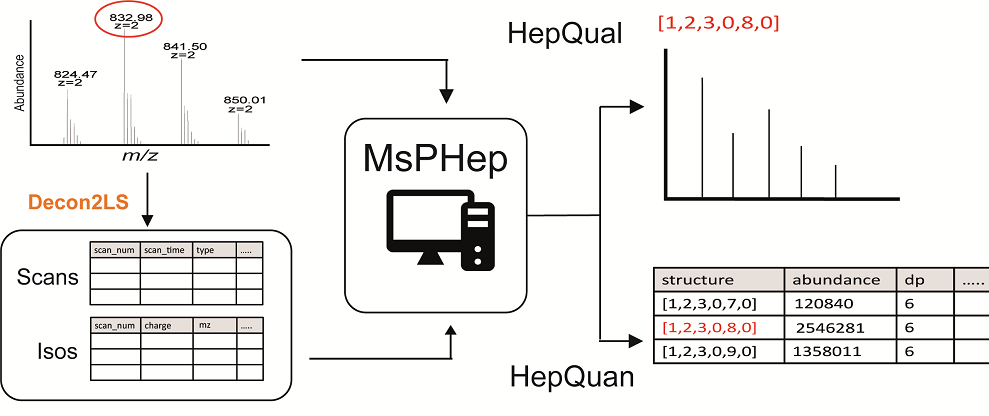 832.98
z=2
841.50
z=2
824.47
z=2
850.01
z=2
Abundance
m/z
Decon2LS
Scans
scan_num scan_time type .....
Isos
scan_num charge mz .....
MsPHep
HepQual
[1,2,3,0,8,0]
HepQuan
structure abundance dp .....
[1,2,3,0,7,0] 120840 6
[1,2,3,0,8,0] 2546281 6
[1,2,3,0,9,0] 1358011 6